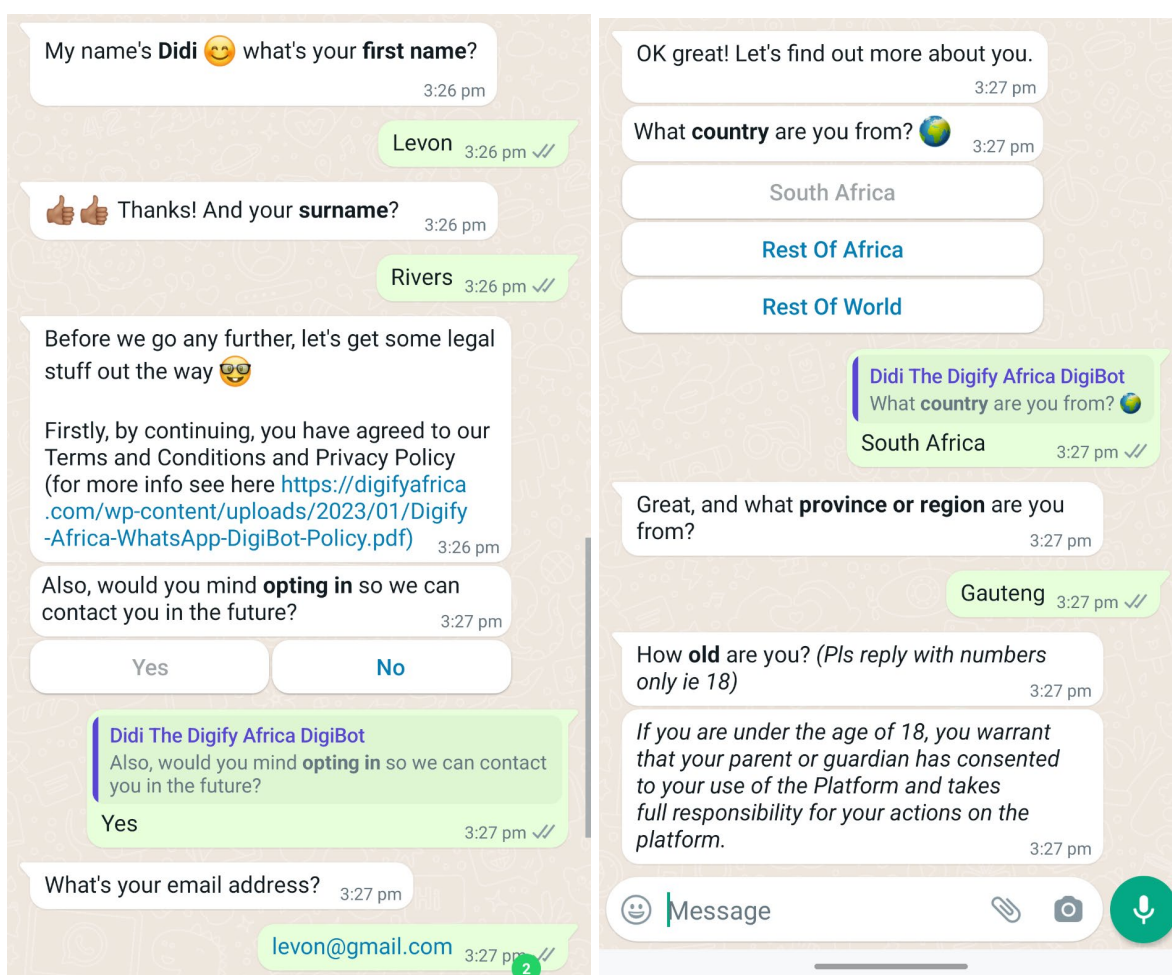 My name's Didi 😊 what's your first name?
3:26 pm
Levon 3:26 pm
👍🏽👍🏽 Thanks! And your surname?
3:26 pm
Rivers 3:26 pm
Before we go any further, let's get some legal
stuff out the way 🤓
Firstly, by continuing, you have agreed to our
Terms and Conditions and Privacy Policy
(for more info see here https://digifyafrica
.com/wp-content/uploads/2023/01/Digify
-Africa-WhatsApp-DigiBot-Policy.pdf) 3:26 pm
Also, would you mind opting in so we can
contact you in the future? 3:27 pm
Yes
No
Didi The Digify Africa DigiBot
Also, would you mind opting in so we can contact
you in the future?
Yes 3:27 pm
What's your email address? 3:27 pm
levon@gmail.com 3:27 pm
2
OK great! Let's find out more about you.
3:27 pm
What country are you from? 🌍 3:27 pm
South Africa
Rest Of Africa
Rest Of World
Didi The Digify Africa DigiBot
What country are you from? 🌍
South Africa 3:27 pm
Great, and what province or region are you
from? 3:27 pm
Gauteng 3:27 pm
How old are you? (Pls reply with numbers
only ie 18) 3:27 pm
If you are under the age of 18, you warrant
that your parent or guardian has consented
to your use of the Platform and takes
full responsibility for your actions on the
platform. 3:27 pm
Message